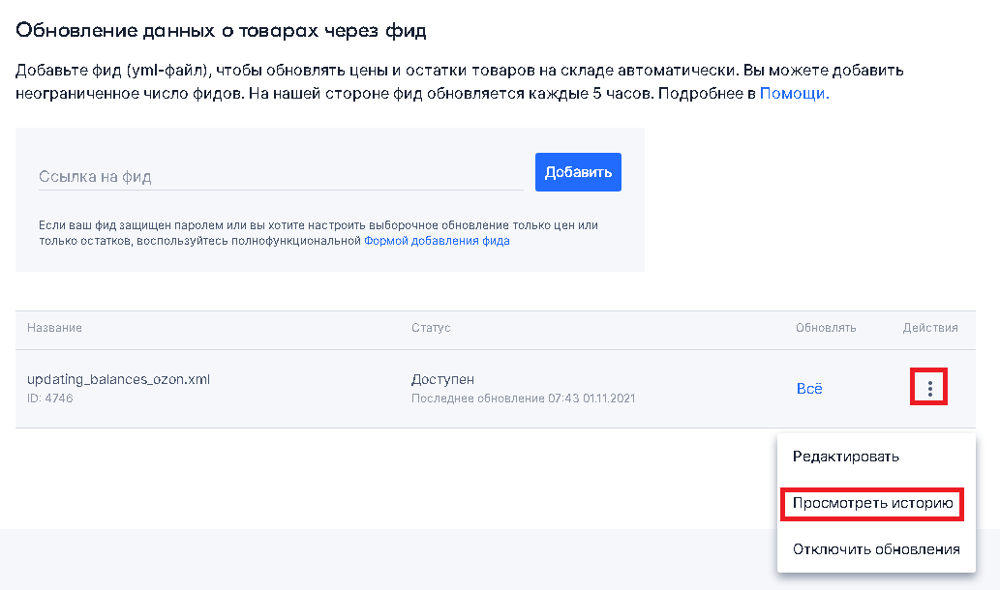 Обновление данных о товарах через фид
Добавьте фид (yml-файл), чтобы обновлять цены и остатки товаров на складе автоматически. Вы можете добавить
неограниченное число фидов. На нашей стороне фид обновляется каждые 5 часов. Подробнее в Помощи.
Ссылка на фид
Добавить
Если ваш фид защищен паролем или вы хотите настроить выборочное обновление только цен или
только остатков, воспользуйтесь полнофункциональной Формой добавления фида
Название Статус Обновлять Действия
updating_balances_ozon.xml Доступен
ID: 4746 Последнее обновление 07:43 01.11.2021
Всё
Редактировать
Просмотреть историю
Отключить обновления